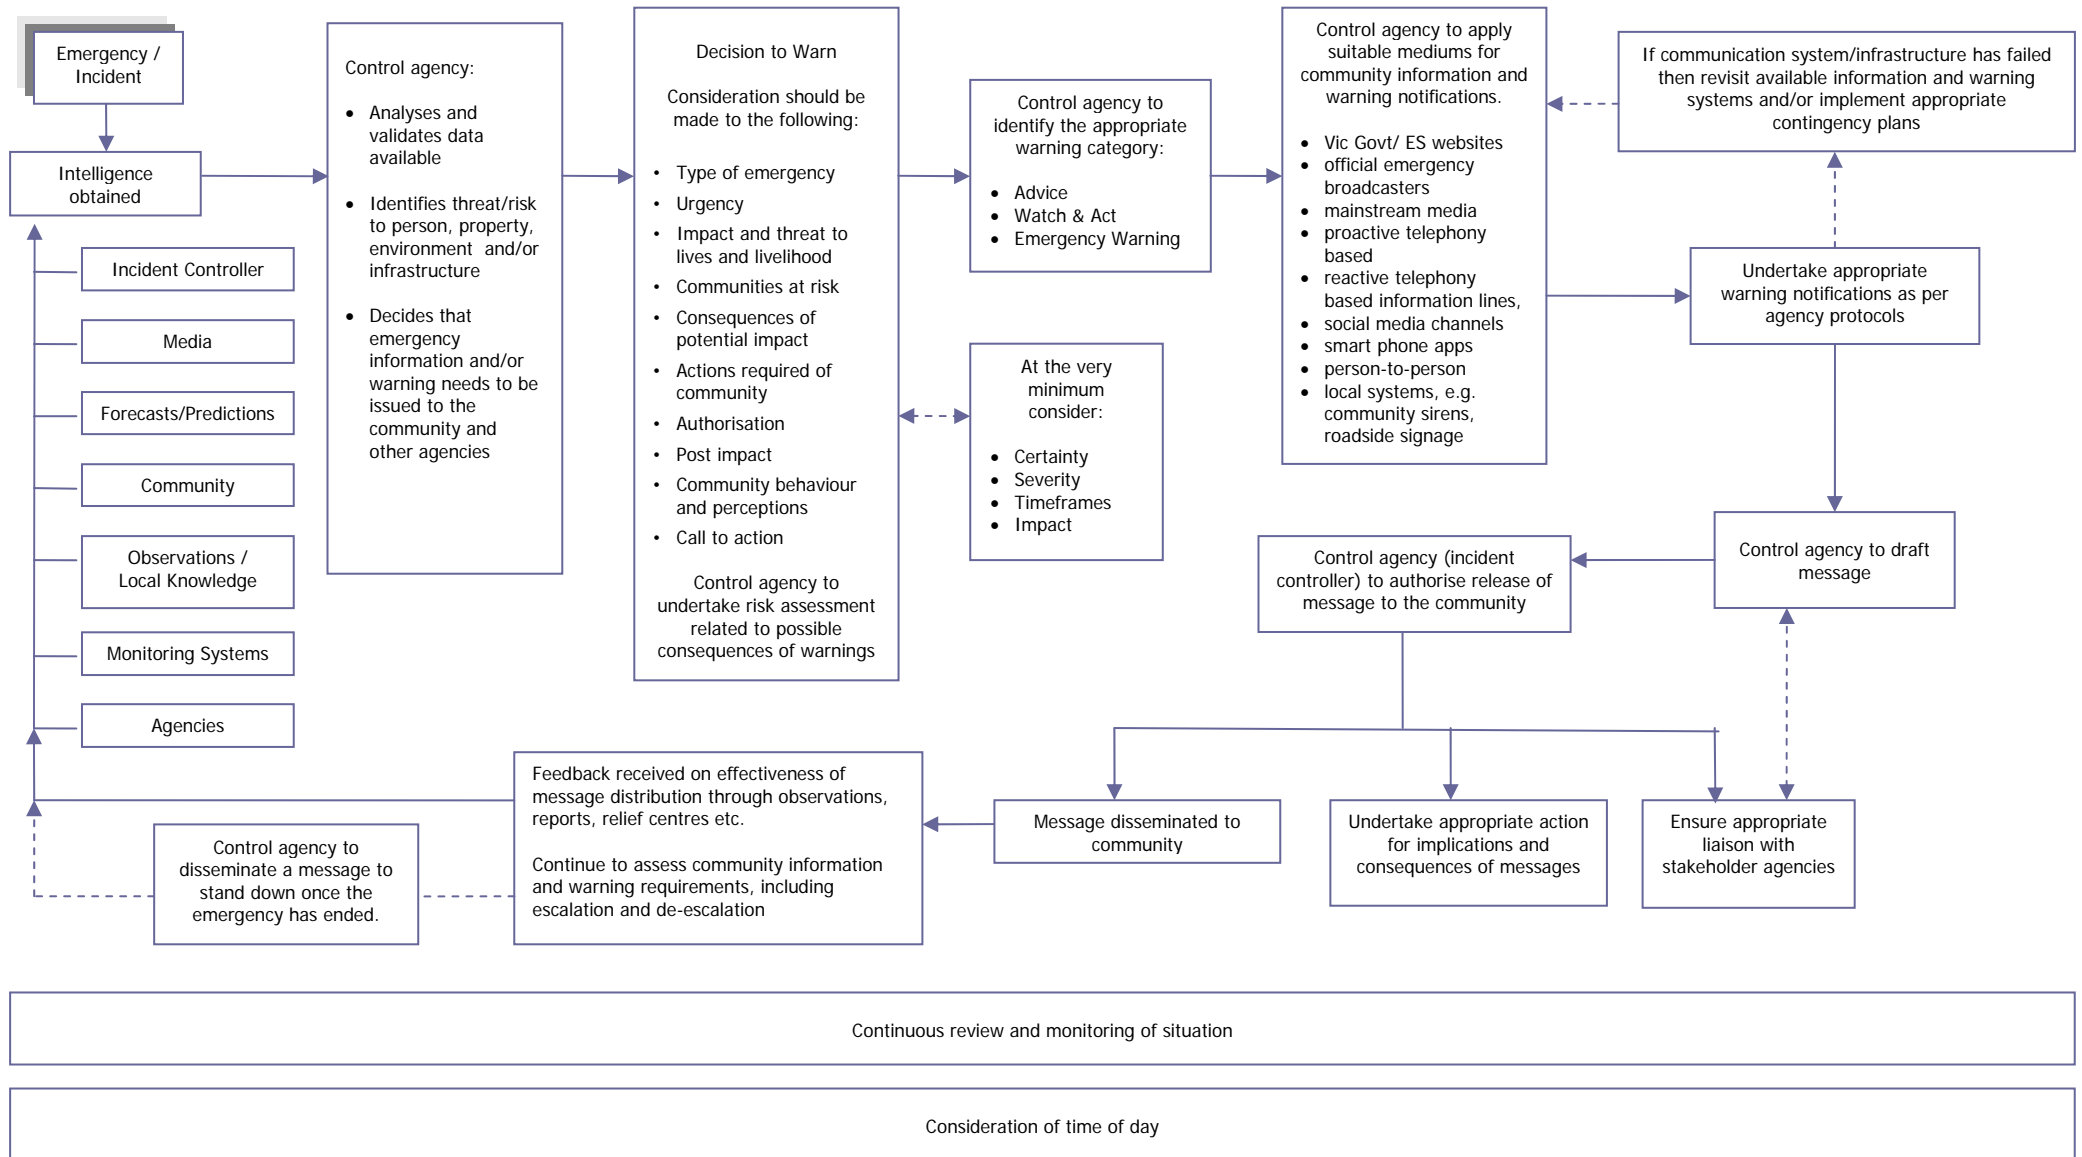 Emergency /
Incident
Intelligence
obtained
Incident Controller
Media
Forecasts/Predictions
Community
Observations /
Local Knowledge
Monitoring Systems
Agencies
Control agency:
• Analyses and
validates data
available
• Identifies threat/risk
to person, property,
environment and/or
infrastructure
• Decides that
emergency
information and/or
warning needs to be
issued to the
community and
other agencies
Decision to Warn
Consideration should be
made to the following:
• Type of emergency
• Urgency
• Impact and threat to
lives and livelihood
• Communities at risk
• Consequences of
potential impact
• Actions required of
community
• Authorisation
• Post impact
• Community behaviour
and perceptions
• Call to action
Control agency to
undertake risk assessment
related to possible
consequences of warnings
Control agency to
identify the appropriate
warning category:
• Advice
• Watch & Act
• Emergency Warning
At the very
minimum
consider:
• Certainty
• Severity
• Timeframes
• Impact
Control agency to apply
suitable mediums for
community information and
warning notifications.
• Vic Govt/ ES websites
• official emergency
broadcasters
• mainstream media
• proactive telephony
based
• reactive telephony
based information lines,
• social media channels
• smart phone apps
• person-to-person
• local systems, e.g.
community sirens,
roadside signage
If communication system/infrastructure has failed
then revisit available information and warning
systems and/or implement appropriate
contingency plans
Undertake appropriate
warning notifications as per
agency protocols
Control agency to draft
message
Control agency (incident
controller) to authorise release of
message to the community
Message disseminated to
community
Undertake appropriate action
for implications and
consequences of messages
Ensure appropriate
liaison with
stakeholder agencies
Feedback received on effectiveness of
message distribution through observations,
reports, relief centres etc.
Continue to assess community information
and warning requirements, including
escalation and de-escalation
Control agency to
disseminate a message to
stand down once the
emergency has ended.
Continuous review and monitoring of situation
Consideration of time of day